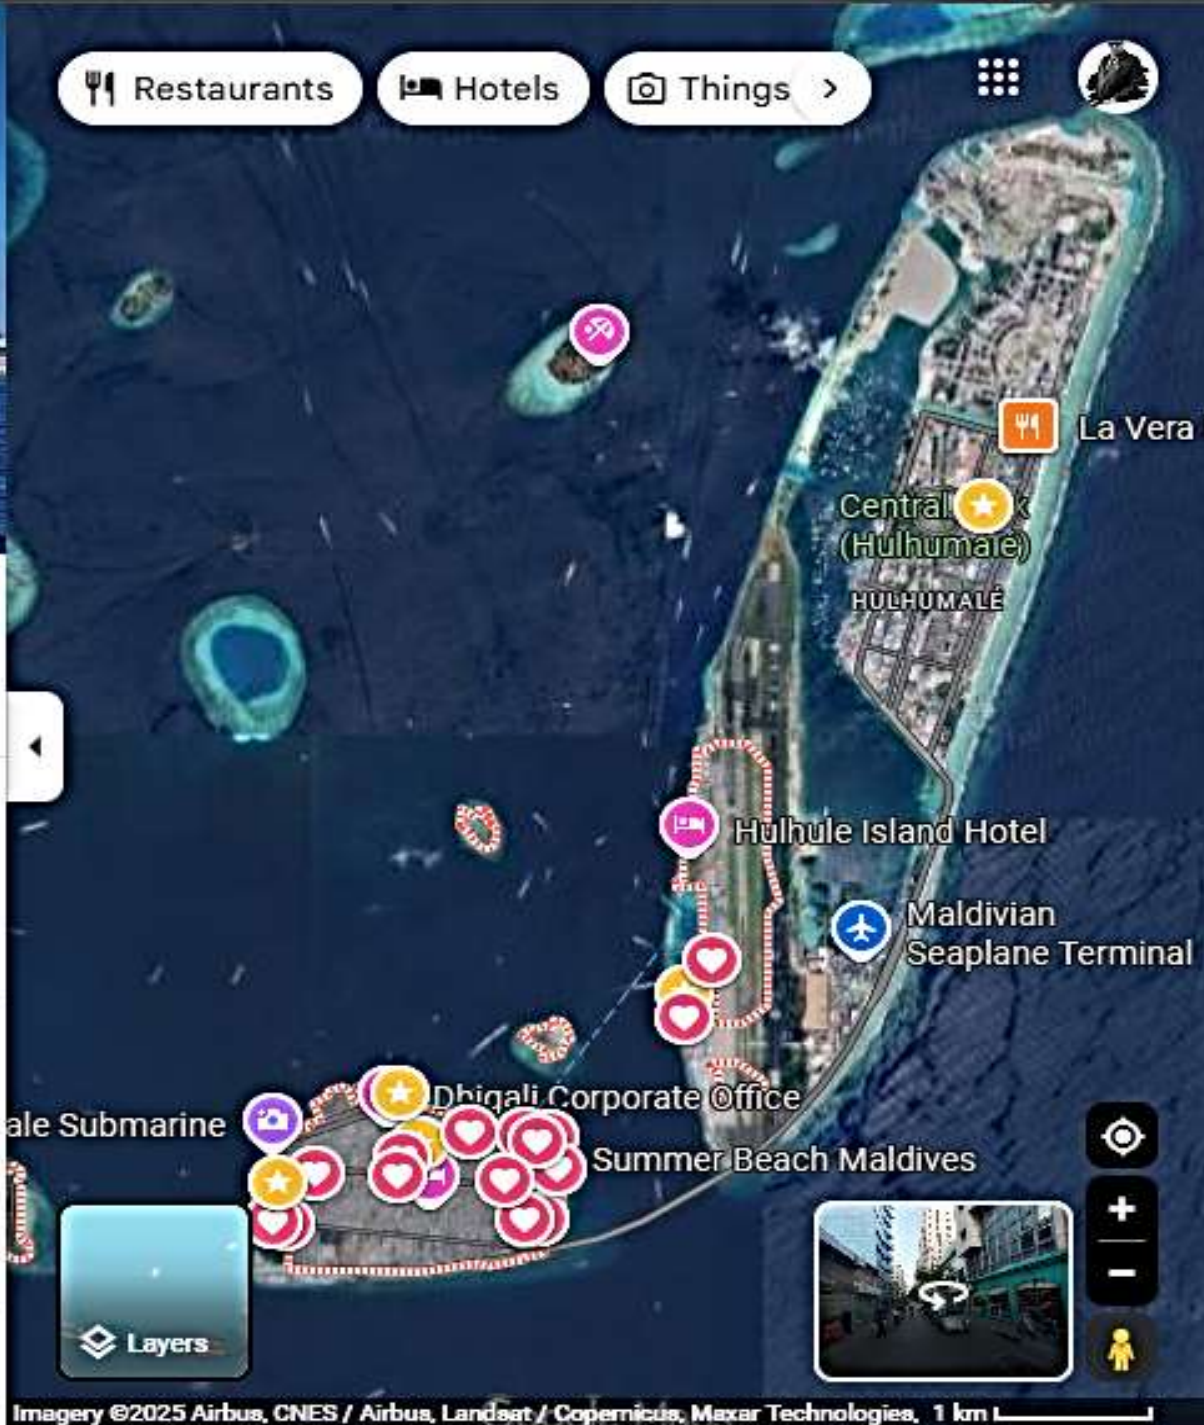 Restaurants
Hotels
Things
La Vera
Central
(Hulhumalé)
HULHUMALÉ
Hulhule Island Hotel
Maldivian
Seaplane Terminal
Dhigali Corporate Office
ale Submarine
Summer Beach Maldives
Layers
Imagery ©2025 Airbus, CNES / Airbus, Landsat / Copernicus, Maxar Technologies, 1 km